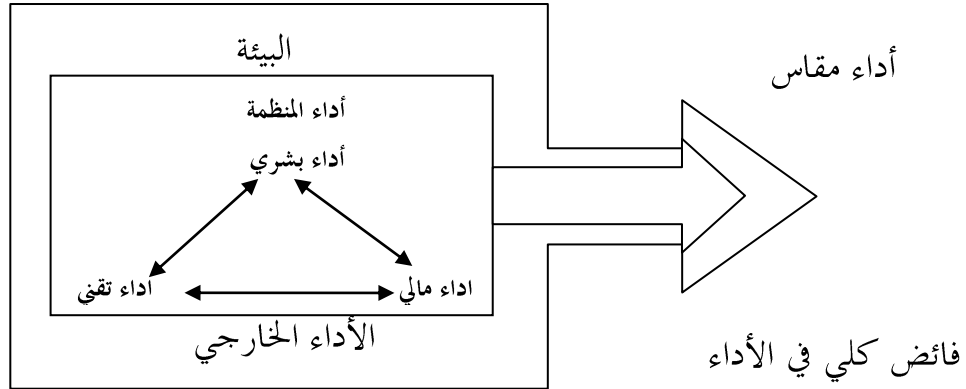 البيئة
أداء مقاس
أداء المنظمة
أداء بشري
اداء مالي
اداء تقني
الأداء الخارجي
فائض كلي في الأداء